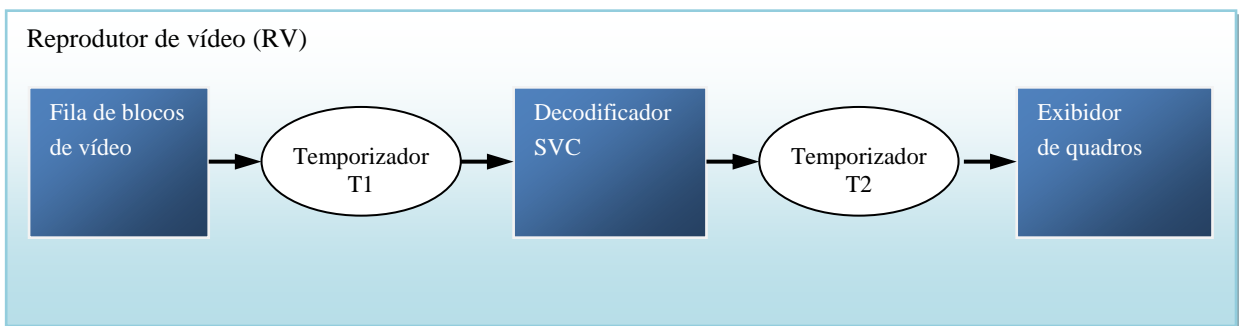 Reprodutor de vídeo (RV)
Fila de blocos
de vídeo
Temporizador
T1
Decodificador
SVC
Temporizador
T2
Exibidor
de quadros